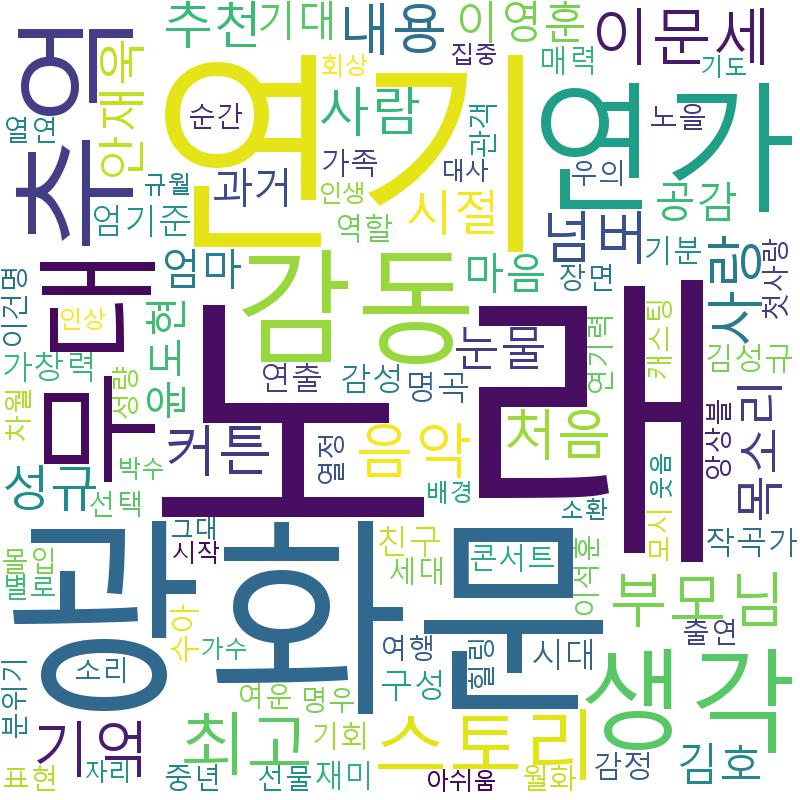 추천
기대
내용
이영훈
이문세
추억
안재욱
회상
집중
매력
기도
연기
연가
열연
순간
사람
관객
노을
규월
과거
가족
인생
대사
우의
엄기준
역할
시절
넘버
공감
기분
무대
엄마
감동
마음
장면
사랑
첫사랑
이건명
인상
윤도현
노래
눈물
연기력
캐스팅
김성규
가창력
성량
연출
감성
명곡
차월
커튼
열정
음악
처음
앙상블
목소리
성규
박수
선택
배경
소환
웃음
모시
광화문
그대
시작
친구
세대
콘서트
이석훈
작곡가
몰입
별로
부모님
수아
가수
여행
힐링
시대
출연
소리
생각
분위기
여운
명우
구성
기억
최고
기회
스토리
감정
김호
표현
자리
중년
선물
재미
아쉬움
월화